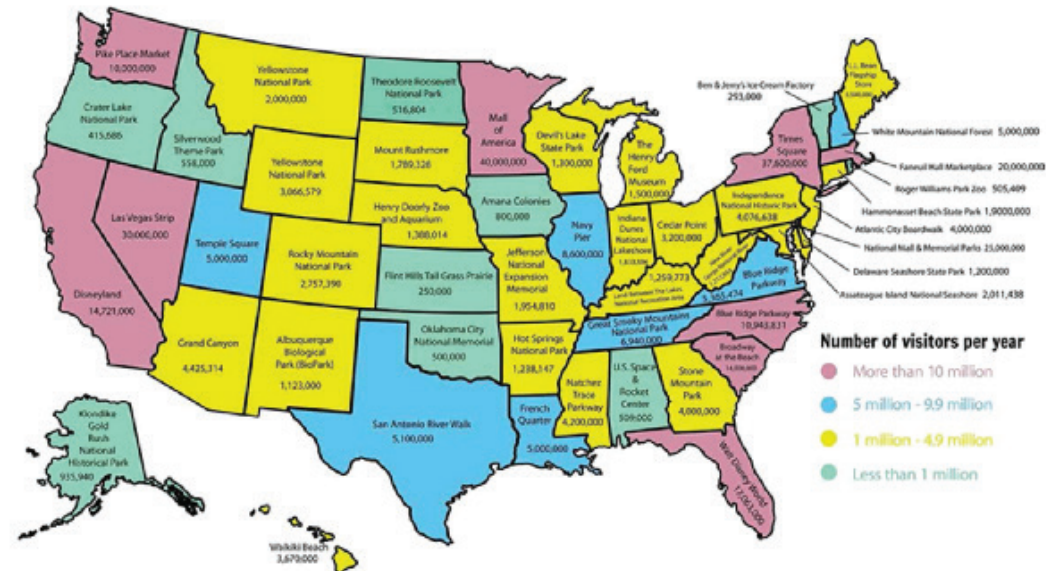 Pike Place Market
10,000,000
Crater Lake
National Park
415,686
Silverwood
Theme Park
558,000
Yellowstone
National Park
2,000,000
Theodore Roosevelt
National Park
516,804
Mall
of
America
40,000,000
Devil's Lake
State Park
1,300,000
The
Henry
Ford
Museum
1,500,000
Yellowstone
National Park
3,066,579
Mount Rushmore
Henry Doorly Zoo
and Aquarium
1,388,014
Amana Colonies
800,000
Las Vegas Strip
30,000,000
Temple Square
5,000,000
Rocky Mountain
National Park
2,757,390
Flint Hills Tall Grass Prairie
250,000
Disneyland
14,721,000
Grand Canyon
4,425,314
Albuquerque
Biological
Park (BioPark)
1,123,000
Oklahoma City
National Memorial
500,000
San Antonio River Walk
5,100,000
Jefferson
National
Expansion
Memorial
1,954,810
Hot Springs
National Park
1,238,147
French
Quarter
5,000,000
Navy
Pier
8,600,000
Indiana
Dunes
National
Lakeshore
Cedar Point
3,200,000
1,259,773
Land Between The Lakes
National Recreation Area
Great Smoky Mountains
National Park
6,940,000
Natchez
Trace
Parkway
4,200,000
U.S. Space
&
Rocket
Center
509,000
Stone
Mountain
Park
4,000,000
Walt Disney World
17,063,000
Broadway
at the Beach
Blue Ridge Parkway
10,943,831
Blue Ridge
Parkway
Independence
National Historic Park
4,076,638
Times
Square
37,600,000
L.L. Bean
Flagship
Store
Ben & Jerry's Ice Cream Factory
293,000
White Mountain National Forest 5,000,000
Faneuil Hall Marketplace 20,000,000
Roger Williams Park Zoo 505,409
Hammonasset Beach State Park 1,9000,000
Atlantic City Boardwalk 4,000,000
National Mall & Memorial Parks 25,000,000
Delaware Seashore State Park 1,200,000
Assateague Island National Seashore 2,011,438
Number of visitors per year
More than 10 million
5 million - 9.9 million
1 million - 4.9 million
Less than 1 million
Klondike
Gold
Rush
National
Historical Park
Waikiki Beach
3,670,000